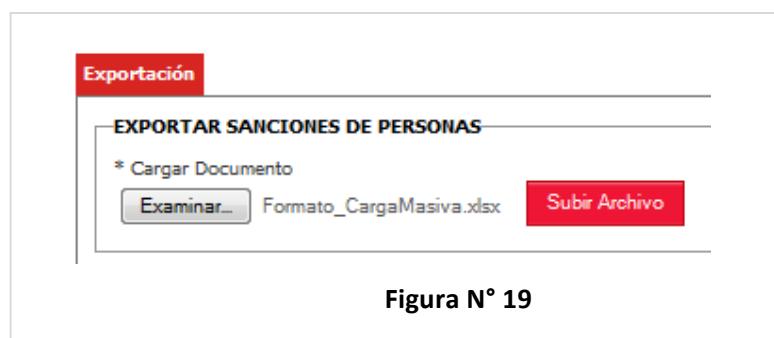 Exportación
EXPORTAR SANCIONES DE PERSONAS
* Cargar Documento
Examinar... Formato_CargaMasiva.xlsx Subir Archivo
Figura N° 19